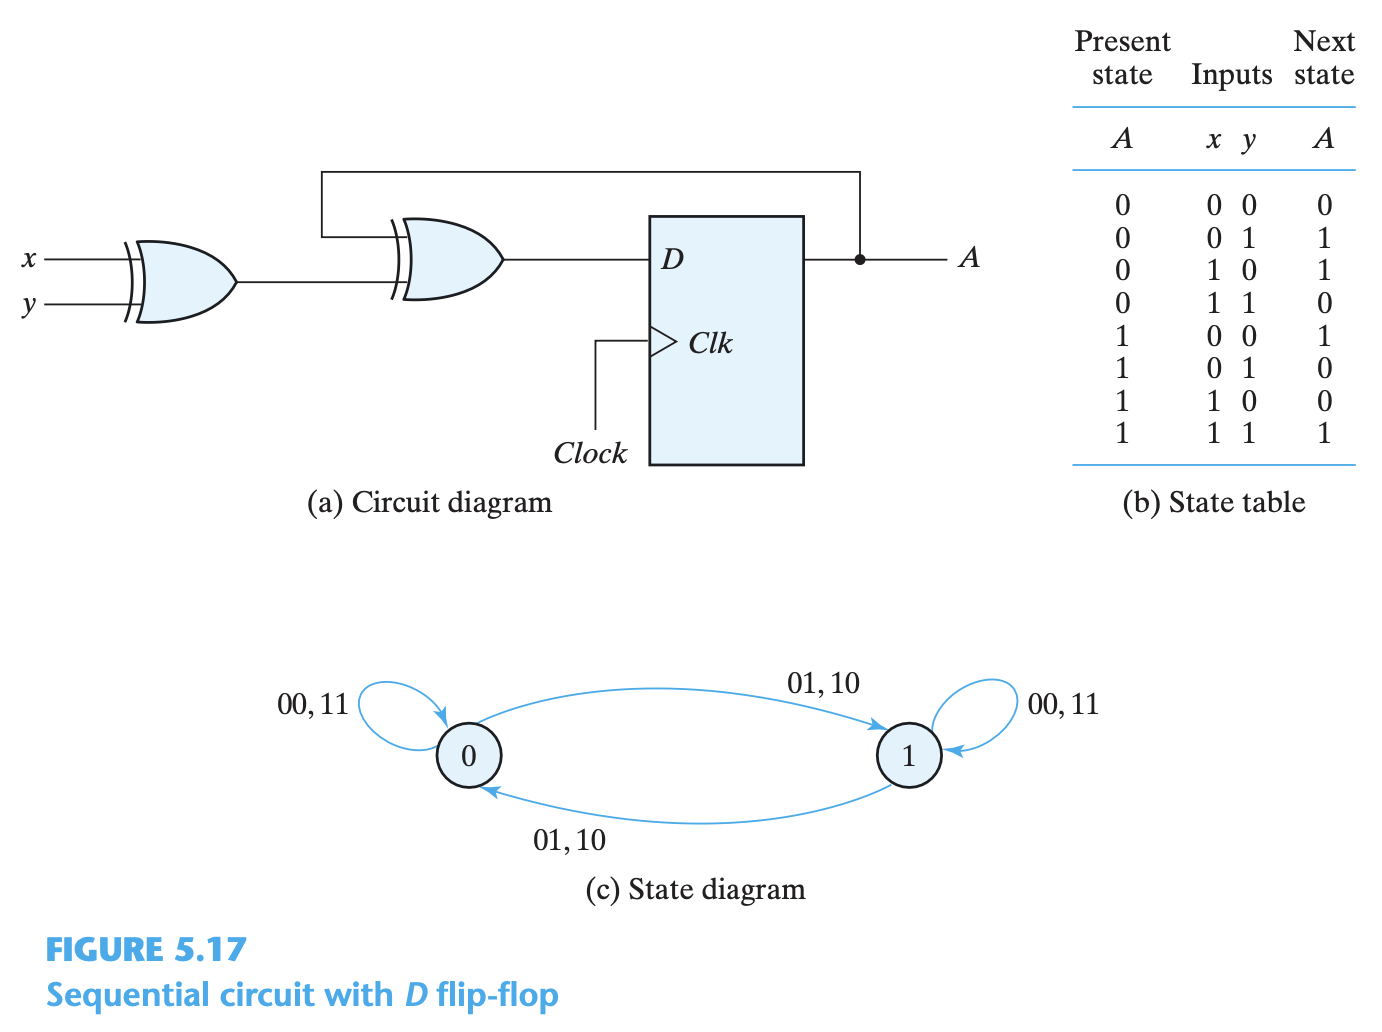 x
y
D
Clk
Clock
A
(a) Circuit diagram
Present Next
state Inputs state
A x y A
0 0 0 0
0 0 1 1
0 1 0 1
0 1 1 0
1 0 0 1
1 0 1 0
1 1 0 0
1 1 1 1
(b) State table
00, 11
0
01, 10
1
00, 11
01, 10
(c) State diagram
FIGURE 5.17
Sequential circuit with D flip-flop